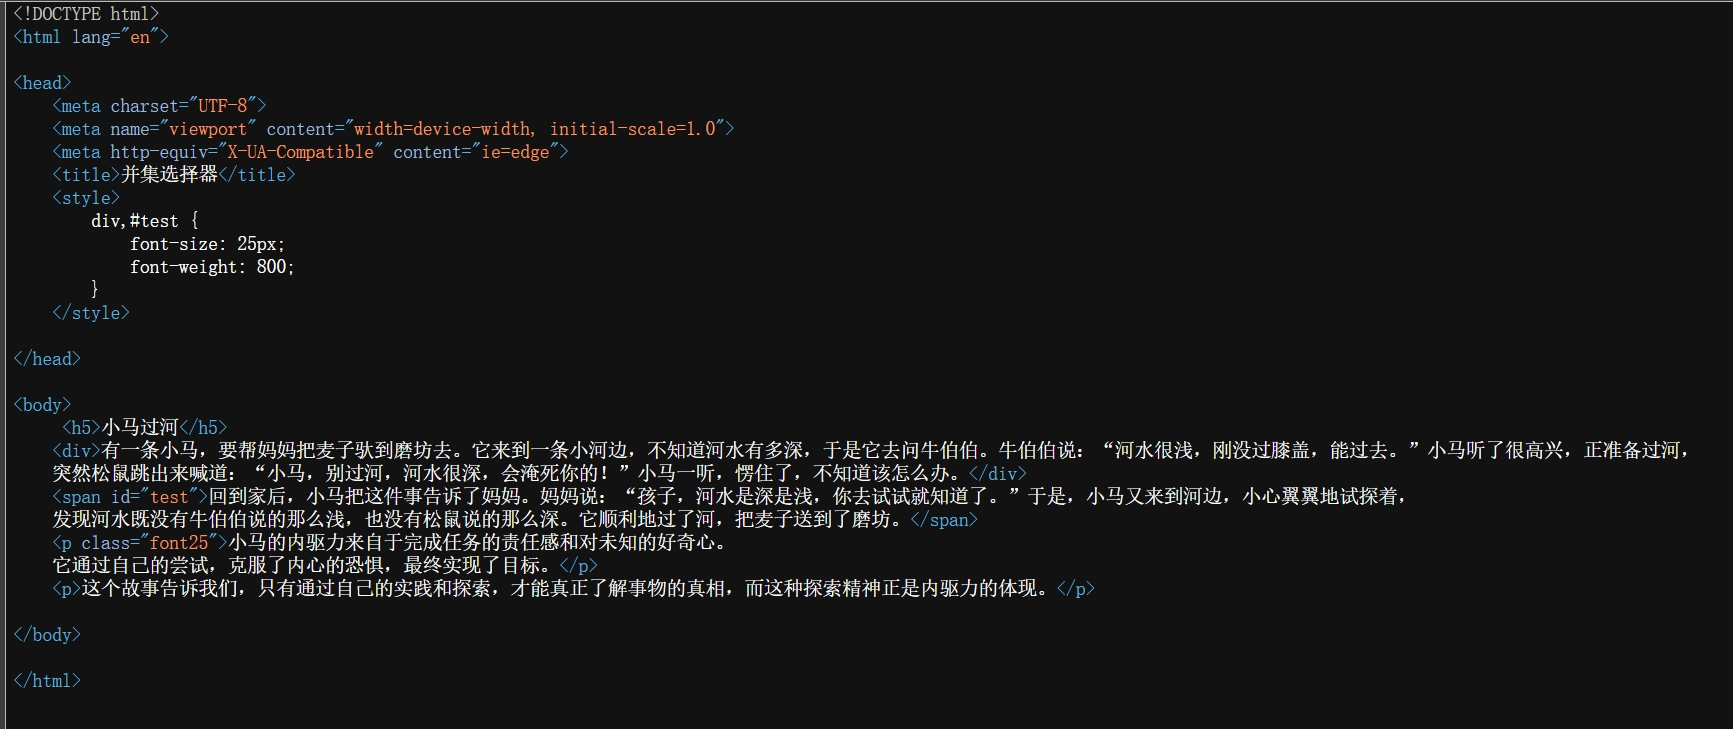 <!DOCTYPE html>
<html lang="en">
<head>
<meta charset="UTF-8">
<meta name="viewport" content="width=device-width, initial-scale=1.0">
<meta http-equiv="X-UA-Compatible" content="ie=edge">
<title>并集选择器</title>
<style>
div,#test {
font-size: 25px;
font-weight: 800;
}
</style>
</head>
<body>
<h5>小马过河</h5>
<div>有一条小马，要帮妈妈把麦子驮到磨坊去。它来到一条小河边，不知道河水有多深，于是它去问牛伯伯。牛伯伯说：“河水很浅，刚没过膝盖，能过去。”小马听了很高兴，正准备过河，
突然松鼠跳出来喊道：“小马，别过河，河水很深，会淹死你的！”小马一听，愣住了，不知道该怎么办。</div>
<span id="test">回到家后，小马把这件事告诉了妈妈。妈妈说：“孩子，河水是深是浅，你去试试就知道了。”于是，小马又来到河边，小心翼翼地试探着，
发现河水既没有牛伯伯说的那么浅，也没有松鼠说的那么深。它顺利地过了河，把麦子送到了磨坊。</span>
<p class="font25">小马的内驱力来自于完成任务的责任感和对未知的好奇心。
它通过自己的尝试，克服了内心的恐惧，最终实现了目标。</p>
<p>这个故事告诉我们，只有通过自己的实践和探索，才能真正了解事物的真相，而这种探索精神正是内驱力的体现。</p>
</body>
</html>